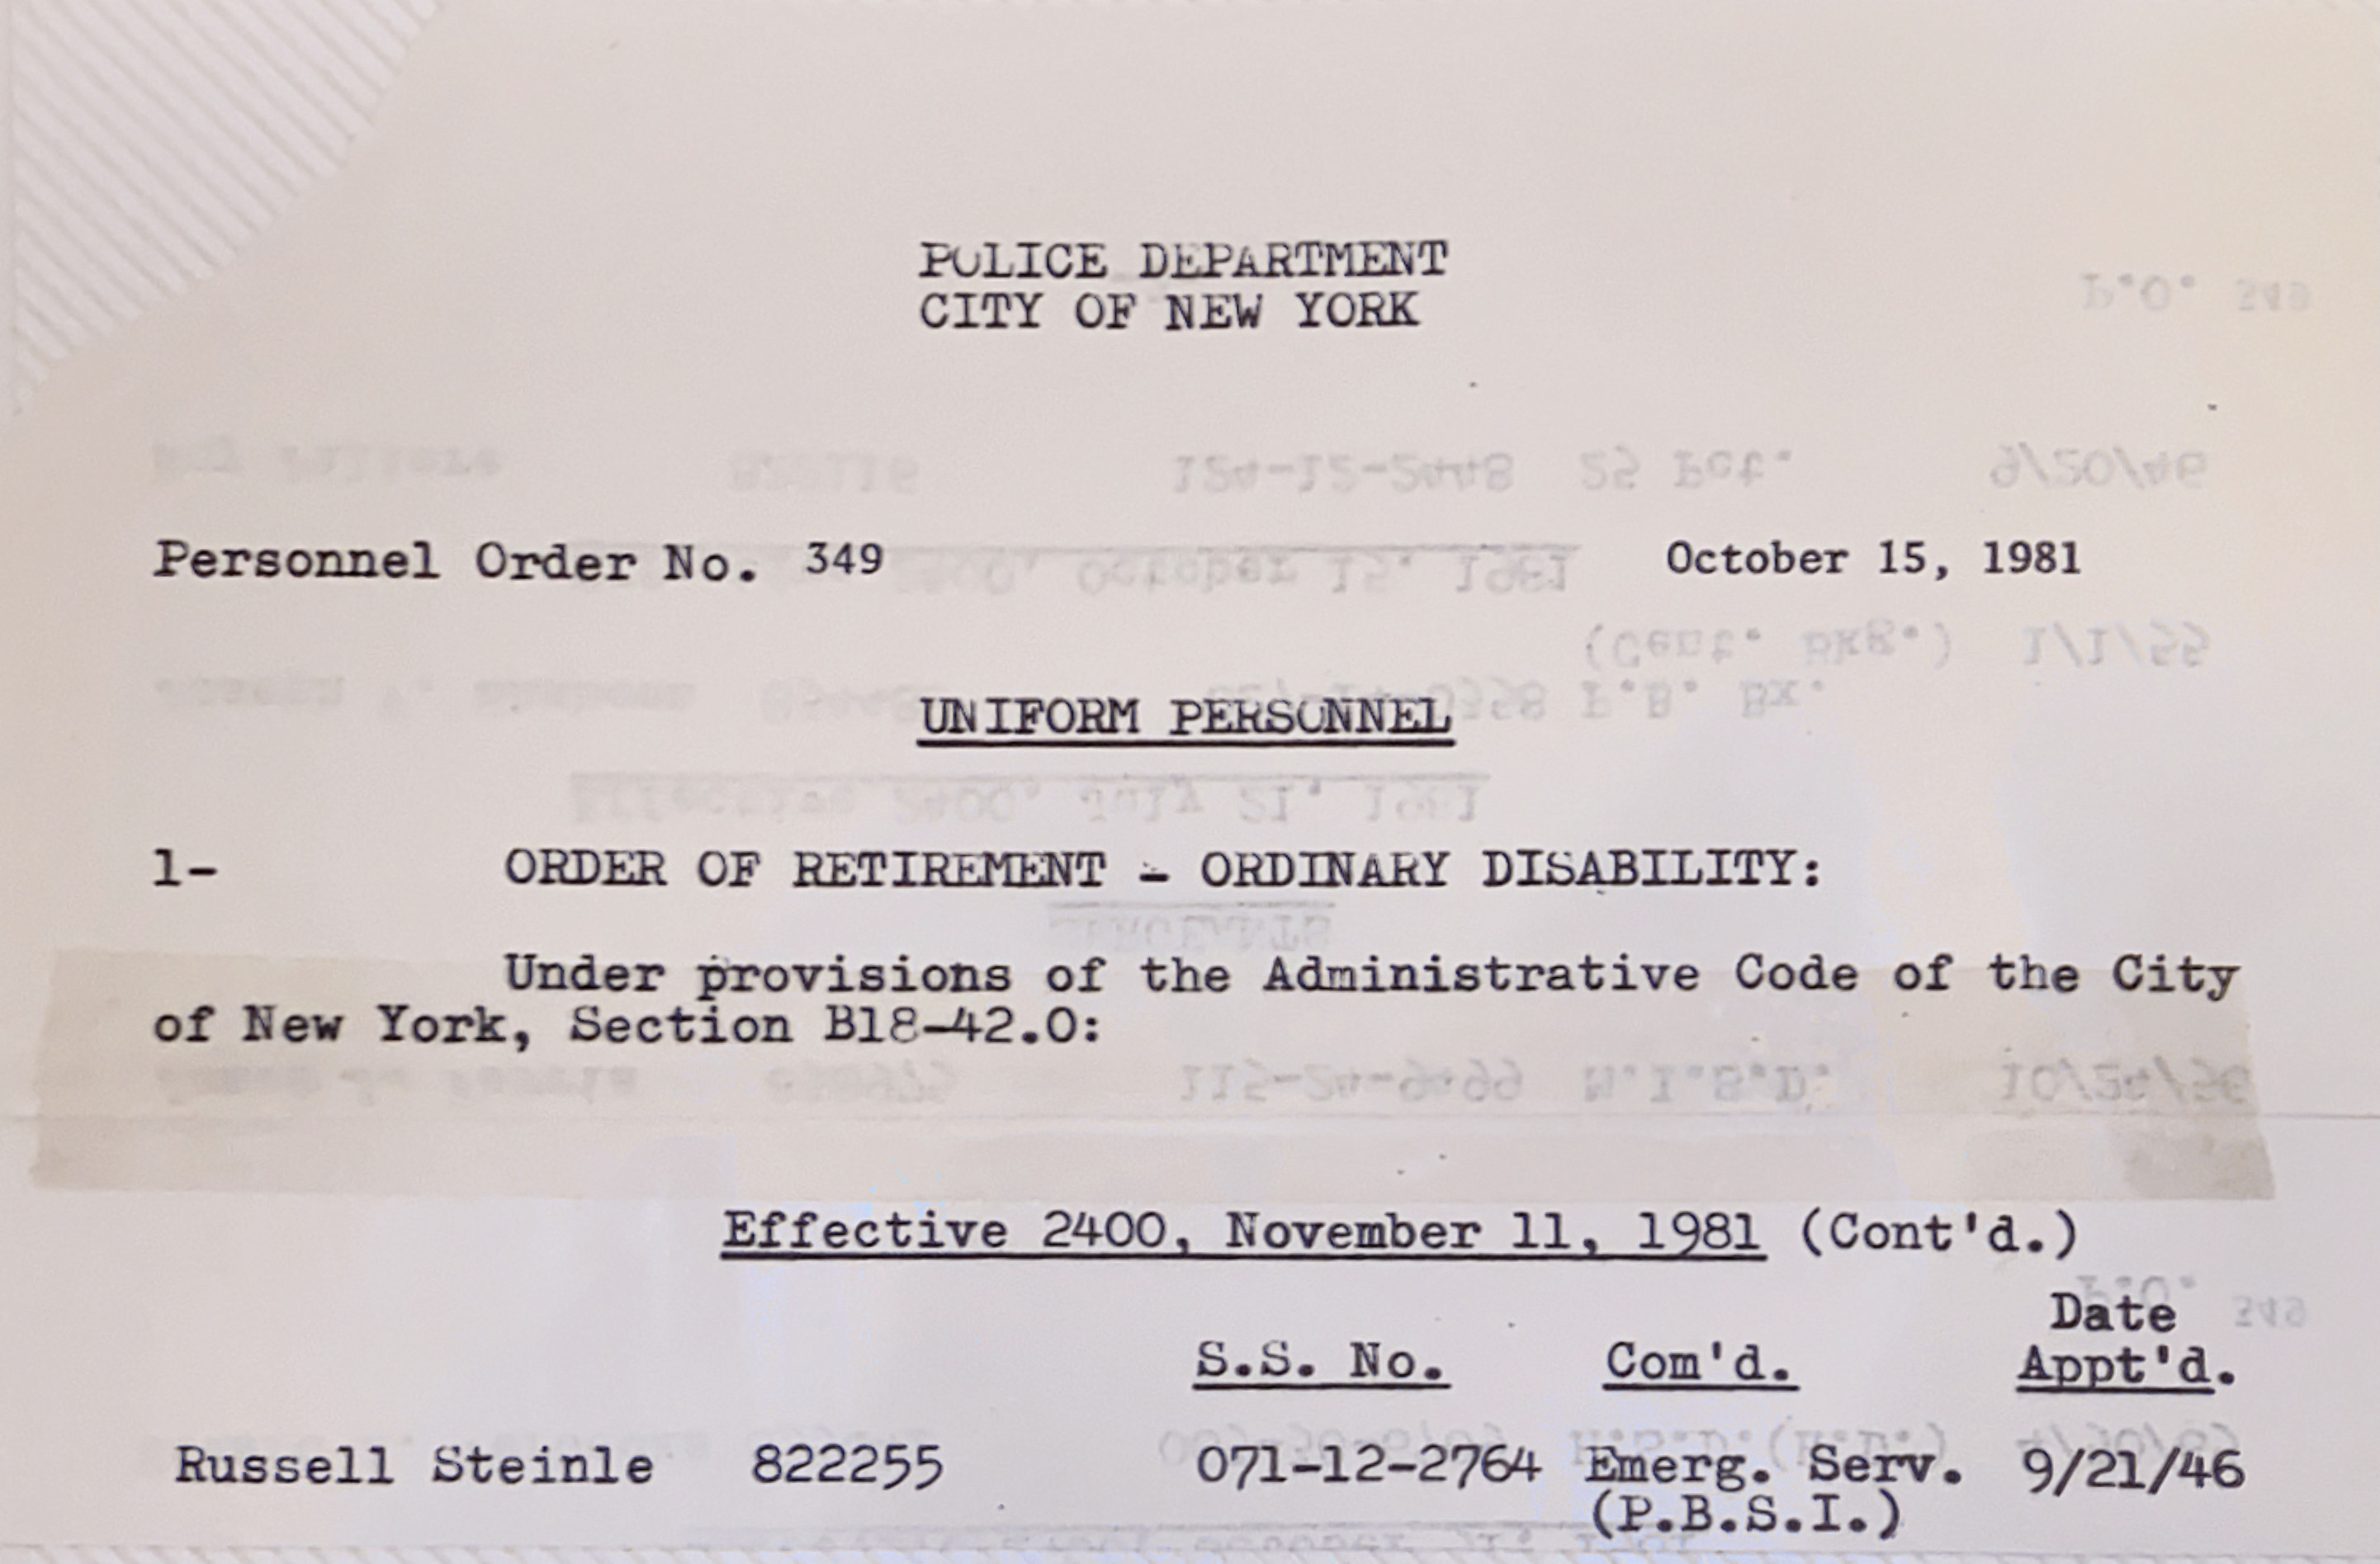 POLICE DEPARTMENT
CITY OF NEW YORK
Personnel Order No. 349 October 15, 1981
UNIFORM PERSONNEL
1- ORDER OF RETIREMENT - ORDINARY DISABILITY:
Under provisions of the Administrative Code of the City
of New York, Section B18-42.0:
Effective 2400, November 11, 1981 (Cont'd.)
Date
S.S. No. Com'd. Appt'd.
Russell Steinle 822255 071-12-2764 Emerg. Serv. 9/21/46
(P.B.S.I.)